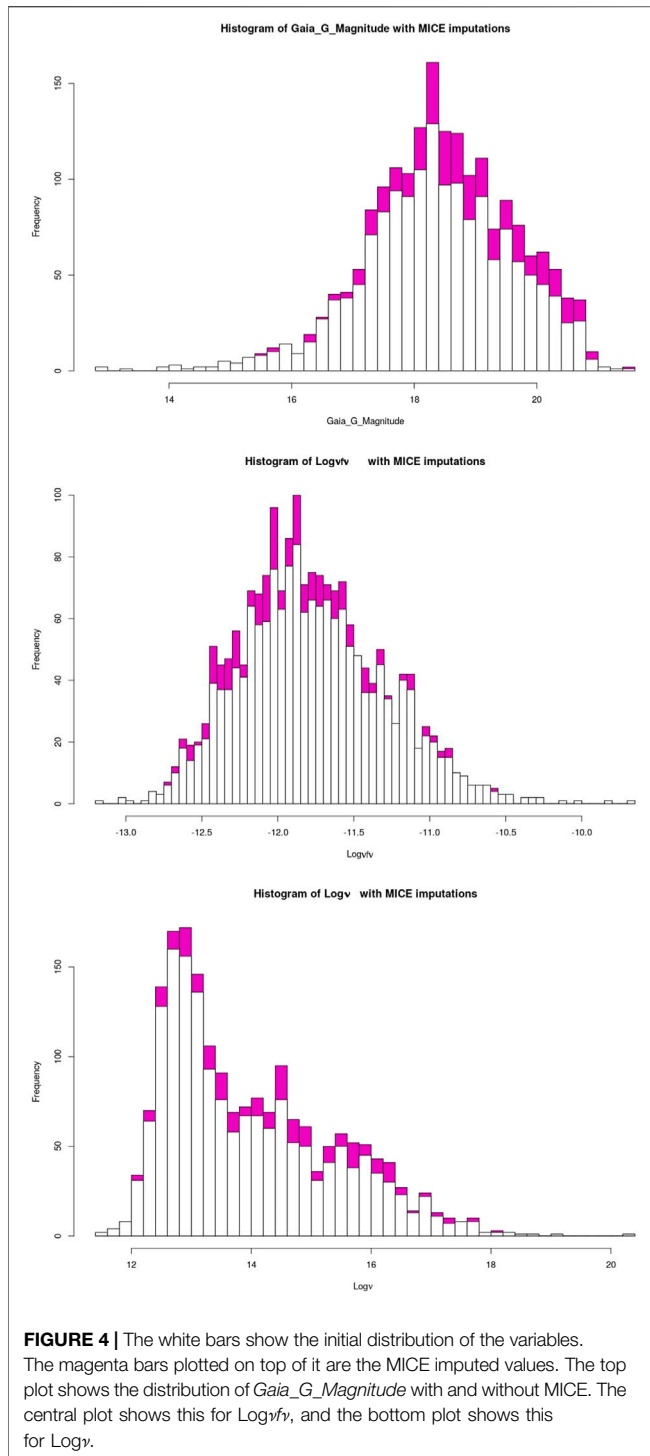 Histogram of Gaia_G_Magnitude with MICE imputations
Frequency
150
100
50
0
14 16 18 20
Gaia_G_Magnitude
Histogram of Logνfν with MICE imputations
Frequency
100
80
60
40
20
0
-13.0 -12.5 -12.0 -11.5 -11.0 -10.5 -10.0
Logνfν
Histogram of Logν with MICE imputations
Frequency
150
100
50
0
12 14 16 18 20
Logν
FIGURE 4 | The white bars show the initial distribution of the variables.
The magenta bars plotted on top of it are the MICE imputed values. The top
plot shows the distribution of Gaia_G_Magnitude with and without MICE. The
central plot shows this for Logνfν, and the bottom plot shows this
for Logν.